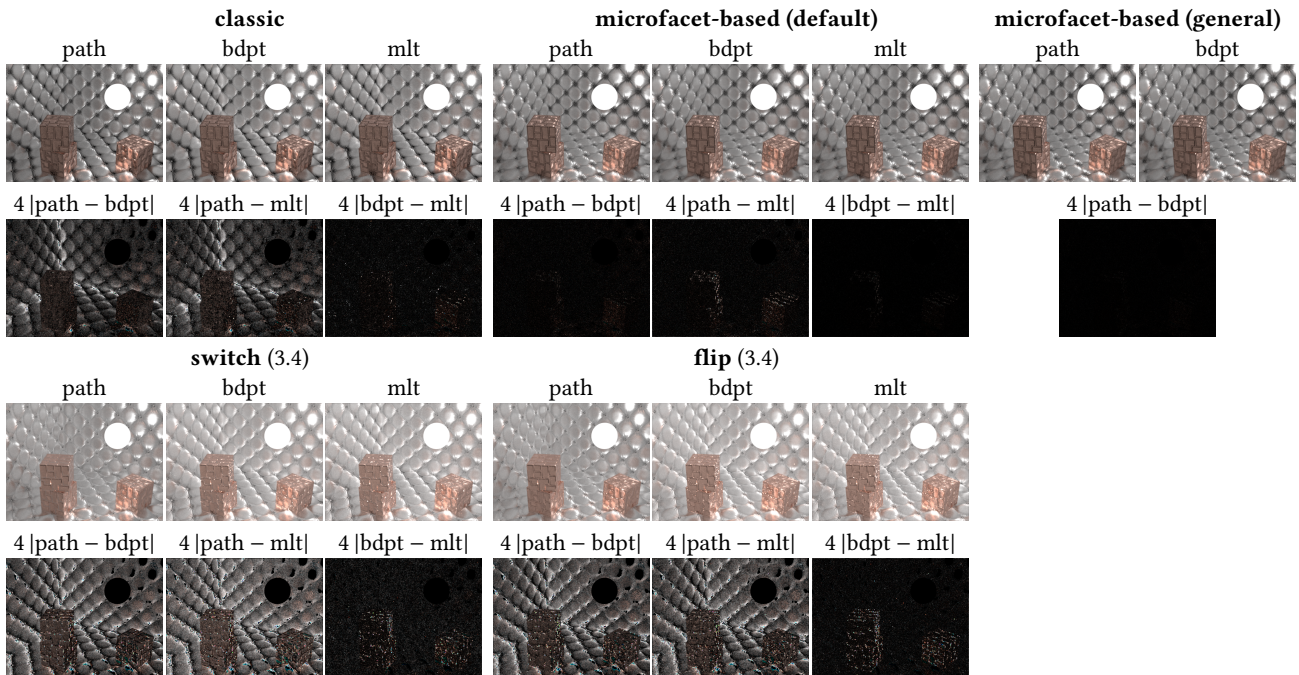 classic microfacet-based (default) microfacet-based (general)
path bdpt mlt path bdpt mlt path bdpt
4 |path − bdpt| 4 |path − mlt| 4 |bdpt − mlt| 4 |path − bdpt| 4 |path − mlt| 4 |bdpt − mlt| 4 |path − bdpt|
switch (3.4) flip (3.4)
path bdpt mlt path bdpt mlt
4 |path − bdpt| 4 |path − mlt| 4 |bdpt − mlt| 4 |path − bdpt| 4 |path − mlt| 4 |bdpt − mlt|